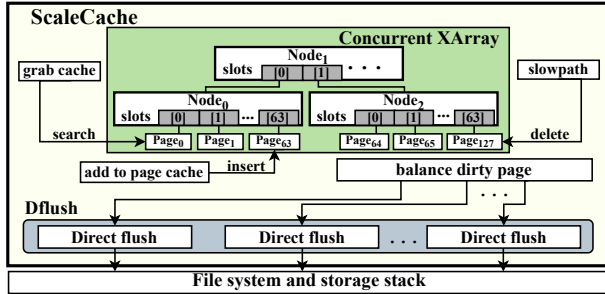 ScaleCache
Concurrent XArray
grab cache
slots
Node1
[0] [1] . . .
slowpath
slots
Node0
[0] [1] ... [63]
slots
Node2
[0] [1] ... [63]
search
Page0 Page1 Page63
Page64 Page65 Page127
delete
add to page cache
insert
balance dirty page
. . .
Dflush
Direct flush
Direct flush
. . .
Direct flush
File system and storage stack